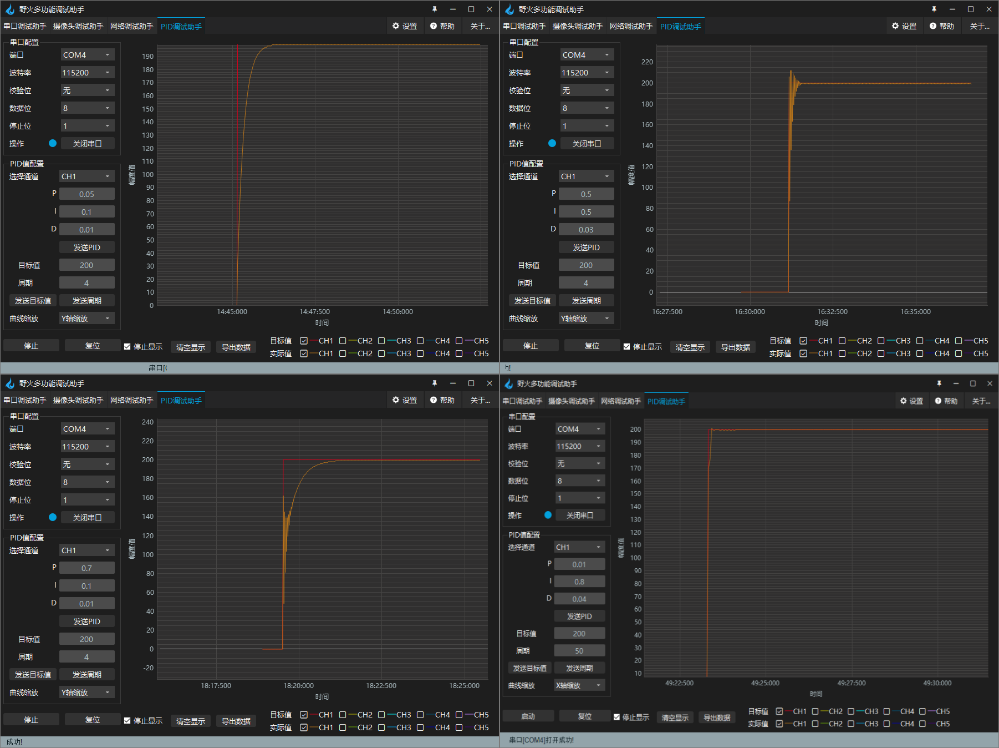 野火多功能调试助手
串口调试助手 摄像头调试助手 网络调试助手 PID调试助手 设置 帮助 关于...
串口配置
端口 COM4
波特率 115200
校验位 无
数据位 8
停止位 1
操作 关闭串口
PID值配置
选择通道 CH1
P 0.05
I 0.1
D 0.01
发送PID
目标值 200
周期 4
发送目标值 发送周期
曲线缩放 Y轴缩放
190
180
170
160
150
140
130
120
110
100
90
80
70
60
50
40
30
20
10
0
幅度值
14:45:000 14:47:500 14:50:000
时间
停止 复位 停止显示 清空显示 导出数据
目标值 CH1 CH2 CH3 CH4 CH5
实际值 CH1 CH2 CH3 CH4 CH5
串口[
野火多功能调试助手
串口调试助手 摄像头调试助手 网络调试助手 PID调试助手 设置 帮助 关于...
串口配置
端口 COM4
波特率 115200
校验位 无
数据位 8
停止位 1
操作 关闭串口
PID值配置
选择通道 CH1
P 0.5
I 0.5
D 0.03
发送PID
目标值 200
周期 4
发送目标值 发送周期
曲线缩放 Y轴缩放
220
200
180
160
140
120
100
80
60
40
20
0
幅度值
16:27:500 16:30:000 16:32:500 16:35:000
时间
停止 复位 停止显示 清空显示 导出数据
目标值 CH1 CH2 CH3 CH4 CH5
实际值 CH1 CH2 CH3 CH4 CH5
!
野火多功能调试助手
串口调试助手 摄像头调试助手 网络调试助手 PID调试助手 设置 帮助 关于...
串口配置
端口 COM4
波特率 115200
校验位 无
数据位 8
停止位 1
操作 关闭串口
PID值配置
选择通道 CH1
P 0.7
I 0.1
D 0.01
发送PID
目标值 200
周期 4
发送目标值 发送周期
曲线缩放 Y轴缩放
240
220
200
180
160
140
120
100
80
60
40
20
0
-20
幅度值
18:17:500 18:20:000 18:22:500 18:25:000
时间
停止 复位 停止显示 清空显示 导出数据
目标值 CH1 CH2 CH3 CH4 CH5
实际值 CH1 CH2 CH3 CH4 CH5
成功!
野火多功能调试助手
串口调试助手 摄像头调试助手 网络调试助手 PID调试助手 设置 帮助 关于...
串口配置
端口 COM4
波特率 115200
校验位 无
数据位 8
停止位 1
操作 关闭串口
PID值配置
选择通道 CH1
P 0.01
I 0.8
D 0.04
发送PID
目标值 200
周期 50
发送目标值 发送周期
曲线缩放 X轴缩放
200
190
180
170
160
150
140
130
120
110
100
90
80
70
60
50
40
30
20
10
幅度值
49:22:500 49:25:000 49:27:500 49:30:000
时间
启动 复位 停止显示 清空显示 导出数据
目标值 CH1 CH2 CH3 CH4 CH5
实际值 CH1 CH2 CH3 CH4 CH5
串口[COM4]打开成功!